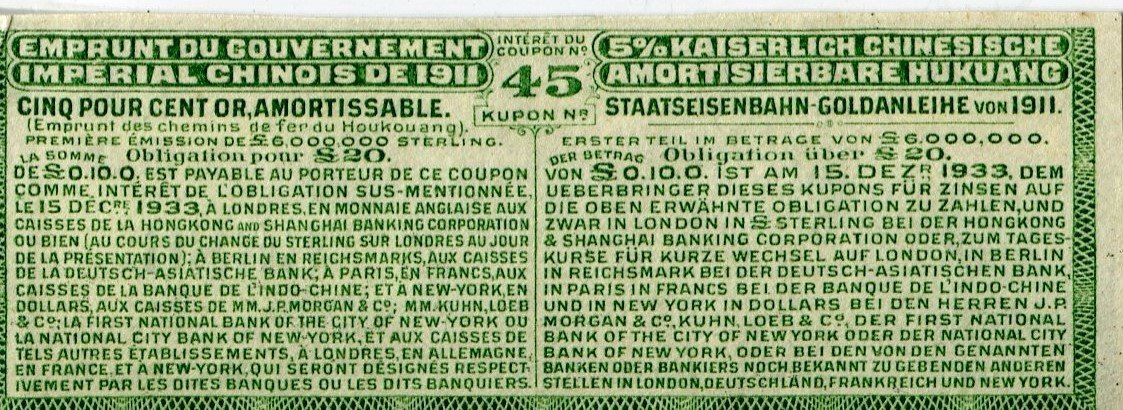 EMPRUNT DU GOUVERNEMENT
IMPÉRIAL CHINOIS DE 1911
CINQ POUR CENT OR, AMORTISSABLE.
(Emprunt des chemins de fer du Houkouang).
PREMIÈRE ÉMISSION DE £6,000,000 STERLING.
LA SOMME Obligation pour £20.
DE £0.10.0. EST PAYABLE AU PORTEUR DE CE COUPON
COMME INTÉRÊT DE L'OBLIGATION SUS-MENTIONNÉE,
LE 15 DÉCRE 1933, À LONDRES, EN MONNAIE ANGLAISE AUX
CAISSES DE LA HONGKONG AND SHANGHAI BANKING CORPORATION
OU BIEN (AU COURS DU CHANGE DU STERLING SUR LONDRES AU JOUR
DE LA PRÉSENTATION); À BERLIN EN REICHSMARKS, AUX CAISSES
DE LA DEUTSCH-ASIATISCHE BANK; À PARIS, EN FRANCS, AUX
CAISSES DE LA BANQUE DE L'INDO-CHINE; ET À NEW-YORK, EN
DOLLARS, AUX CAISSES DE MM. J.P. MORGAN & CO; MM. KUHN, LOEB
& CO; LA FIRST NATIONAL BANK OF THE CITY OF NEW-YORK OU
LA NATIONAL CITY BANK OF NEW-YORK, ET AUX CAISSES DE
TELS AUTRES ÉTABLISSEMENTS, À LONDRES, EN ALLEMAGNE,
EN FRANCE, ET À NEW-YORK, QUI SERONT DÉSIGNÉS RESPECT-
IVEMENT PAR LES DITES BANQUES OU LES DITS BANQUIERS.
INTÉRÊT DU
COUPON No
45
KUPON No
5% KAISERLICH CHINESISCHE
AMORTISIERBARE HUKUANG
STAATSEISENBAHN-GOLDANLEIHE VON 1911.
ERSTER TEIL IM BETRAGE VON £6,000,000.
DER BETRAG Obligation über £20.
VON £0.10.0. IST AM 15. DEZR 1933, DEM
UEBERBRINGER DIESES KUPONS FÜR ZINSEN AUF
DIE OBEN ERWÄHNTE OBLIGATION ZU ZAHLEN, UND
ZWAR IN LONDON IN £ STERLING BEI DER HONGKONG
& SHANGHAI BANKING CORPORATION ODER, ZUM TAGES-
KURSE FÜR KURZE WECHSEL AUF LONDON, IN BERLIN
IN REICHSMARK BEI DER DEUTSCH-ASIATISCHEN BANK,
IN PARIS IN FRANCS BEI DER BANQUE DE L'INDO-CHINE
UND IN NEW YORK IN DOLLARS BEI DEN HERREN J.P.
MORGAN & CO, KUHN, LOEB & CO, DER FIRST NATIONAL
BANK OF THE CITY OF NEW YORK ODER DER NATIONAL CITY
BANK OF NEW YORK, ODER BEI DEN VON DEN GENANNTEN
BANKEN ODER BANKIERS NOCH BEKANNT ZU GEBENDEN ANDEREN
STELLEN IN LONDON, DEUTSCHLAND, FRANKREICH UND NEW YORK.